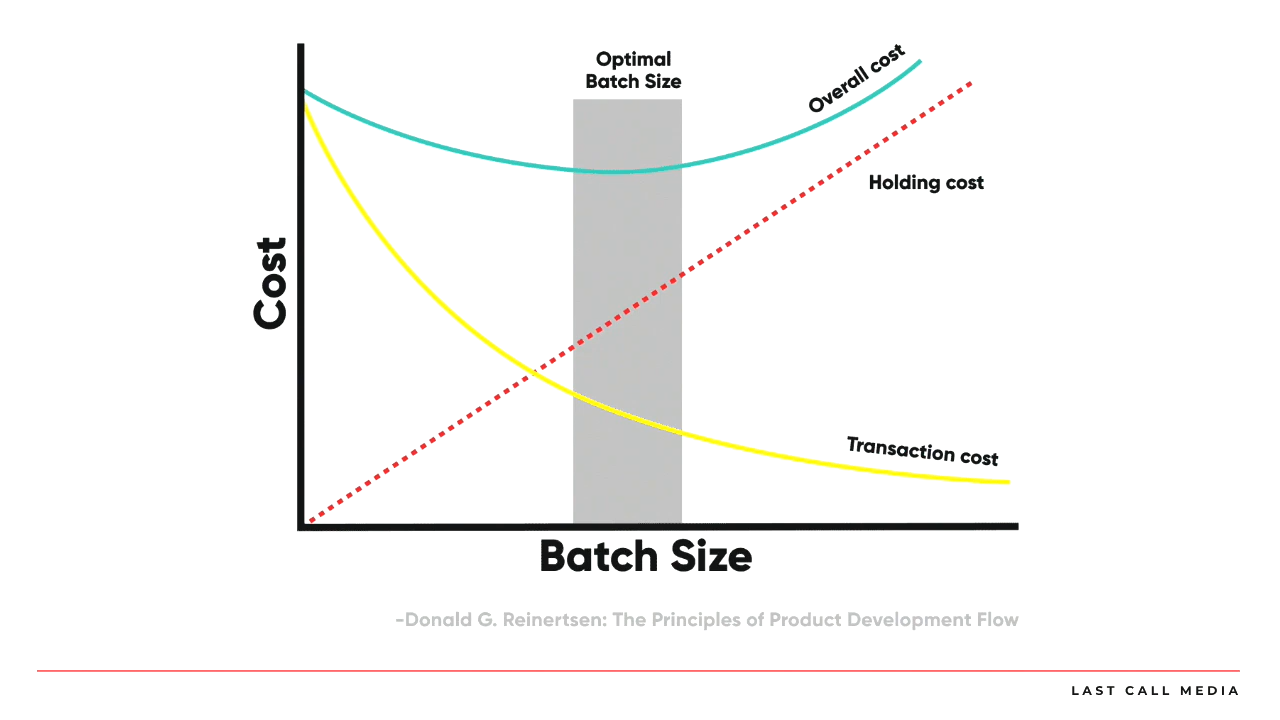 Optimal
Batch Size
Overall cost
Holding cost
Cost
Transaction cost
Batch Size
-Donald G. Reinertsen: The Principles of Product Development Flow
LAST CALL MEDIA